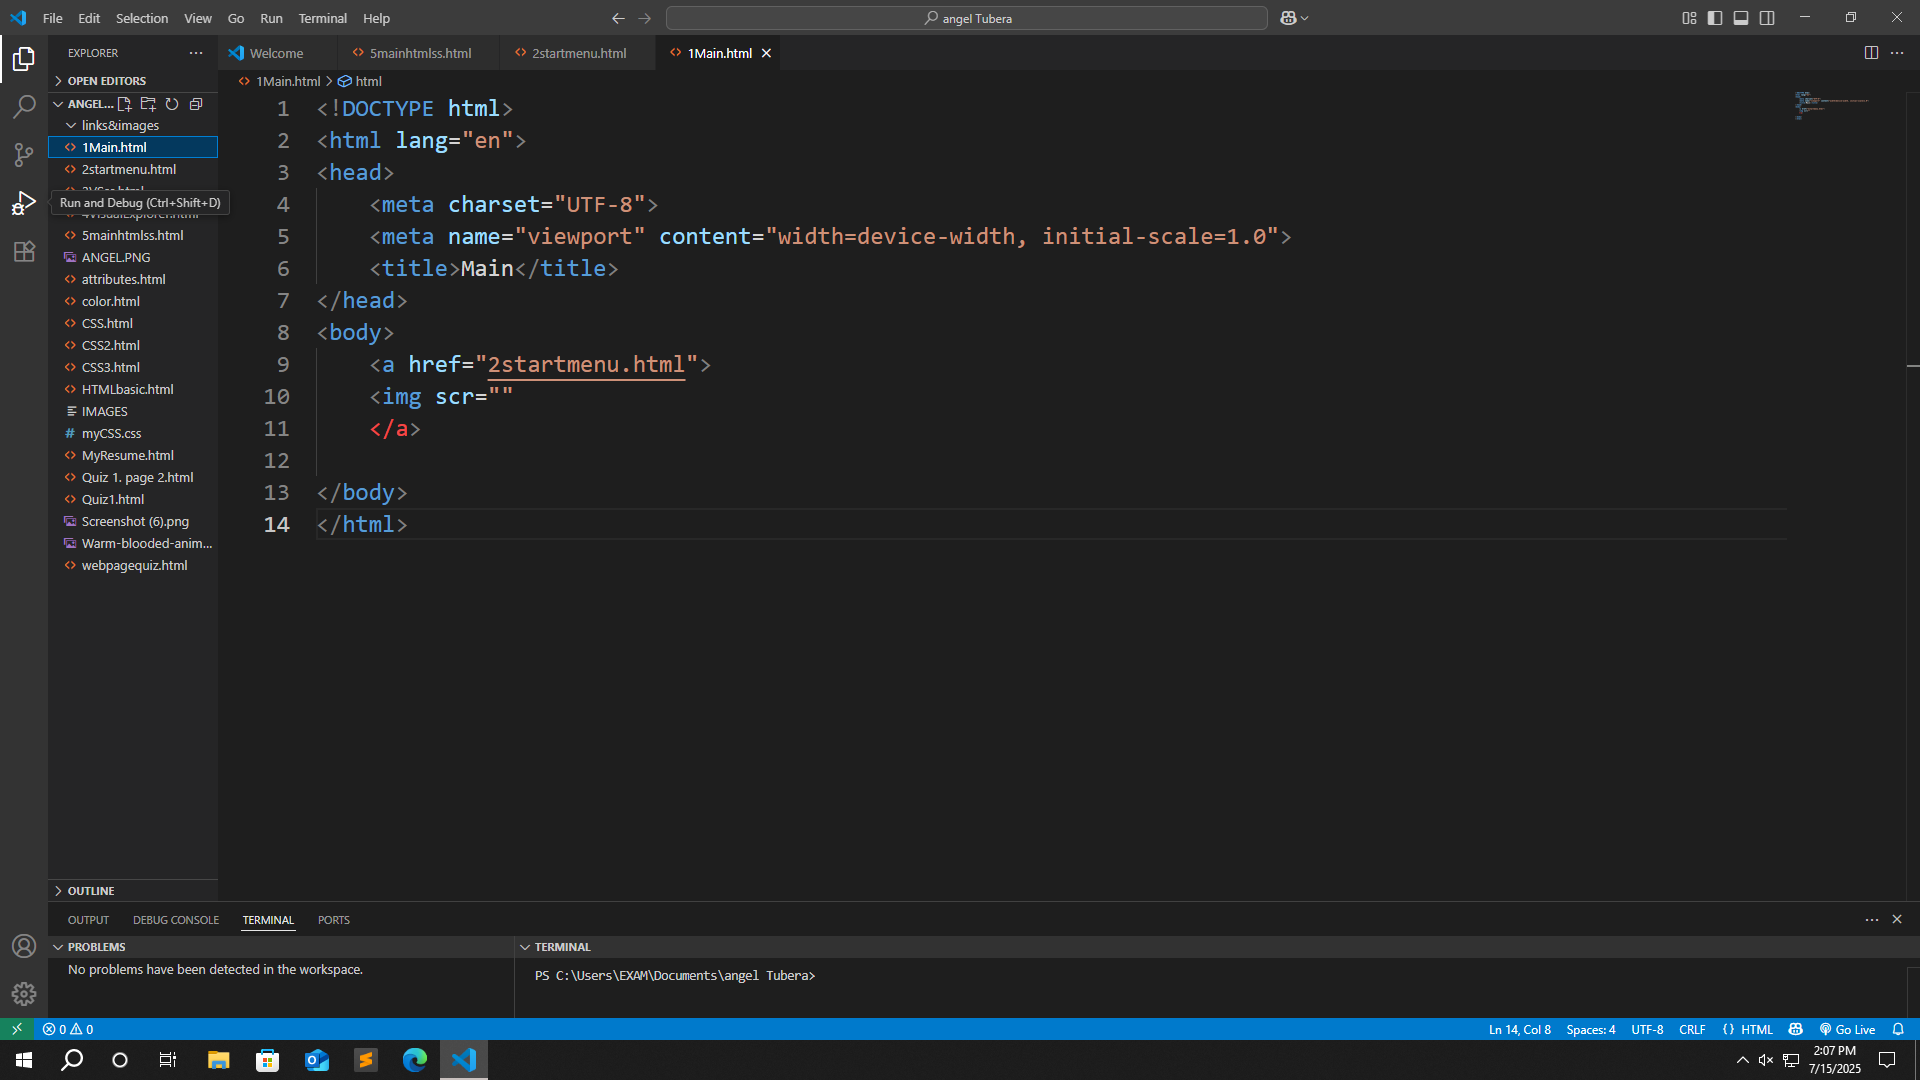 File Edit Selection View Go Run Terminal Help
angel Tubera
EXPLORER
Welcome
5mainhtmlss.html
2startmenu.html
1Main.html
OPEN EDITORS
ANGEL...
links&images
1Main.html
2startmenu.html
Run and Debug (Ctrl+Shift+D)
5mainhtmlss.html
ANGEL.PNG
attributes.html
color.html
CSS.html
CSS2.html
CSS3.html
HTMLbasic.html
IMAGES
myCSS.css
MyResume.html
Quiz 1. page 2.html
Quiz1.html
Screenshot (6).png
Warm-blooded-anim...
webpagequiz.html
OUTLINE
1Main.html > html
1 <!DOCTYPE html>
2 <html lang="en">
3 <head>
4 <meta charset="UTF-8">
5 <meta name="viewport" content="width=device-width, initial-scale=1.0">
6 <title>Main</title>
7 </head>
8 <body>
9 <a href="2startmenu.html">
10 <img scr=""
11 </a>
12
13 </body>
14 </html>
OUTPUT DEBUG CONSOLE TERMINAL PORTS
PROBLEMS
No problems have been detected in the workspace.
TERMINAL
PS C:\Users\EXAM\Documents\angel Tubera>
0 0
Ln 14, Col 8 Spaces: 4 UTF-8 CRLF {} HTML Go Live
2:07 PM
7/15/2025